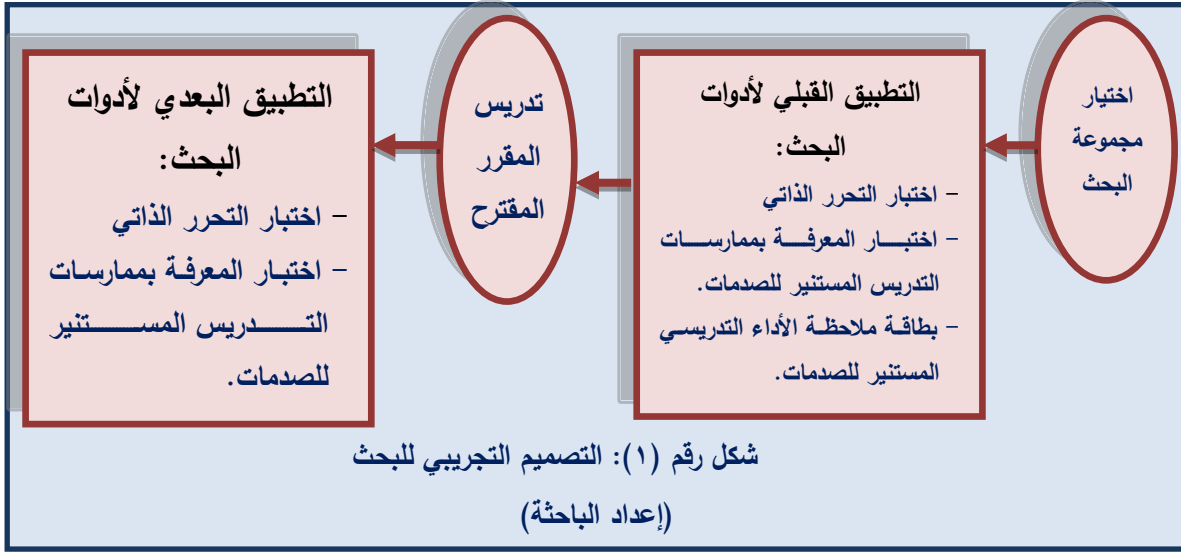 اختيار
مجموعة
البحث
التطبيق القبلي لأدوات
البحث:
- اختبار التحرر الذاتي
- اختبار المعرفة بممارسات
التدريس المستنير للصدمات.
- بطاقة ملاحظة الأداء التدريسي
المستنير للصدمات.
تدريس
المقرر
المقترح
التطبيق البعدي لأدوات
البحث:
- اختبار التحرر الذاتي
- اختبار المعرفة بممارسات
التدريس المستنير
للصدمات.
شكل رقم (١): التصميم التجريبي للبحث
(إعداد الباحثة)